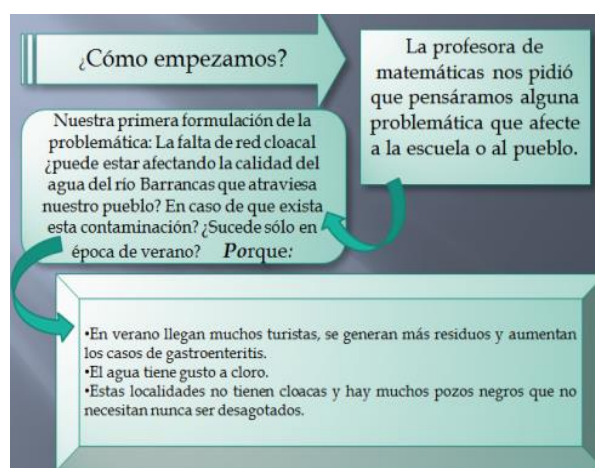 ¿Cómo empezamos?
La profesora de
matemáticas nos pidió
que pensáramos alguna
problemática que afecte
a la escuela o al pueblo.
Nuestra primera formulación de la
problemática: La falta de red cloacal
¿puede estar afectando la calidad del
agua del río Barrancas que atraviesa
nuestro pueblo? En caso de que exista
esta contaminación? ¿Sucede sólo en
época de verano? Porque:
•En verano llegan muchos turistas, se generan más residuos y aumentan
los casos de gastroenteritis.
•El agua tiene gusto a cloro.
•Estas localidades no tienen cloacas y hay muchos pozos negros que no
necesitan nunca ser desagotados.